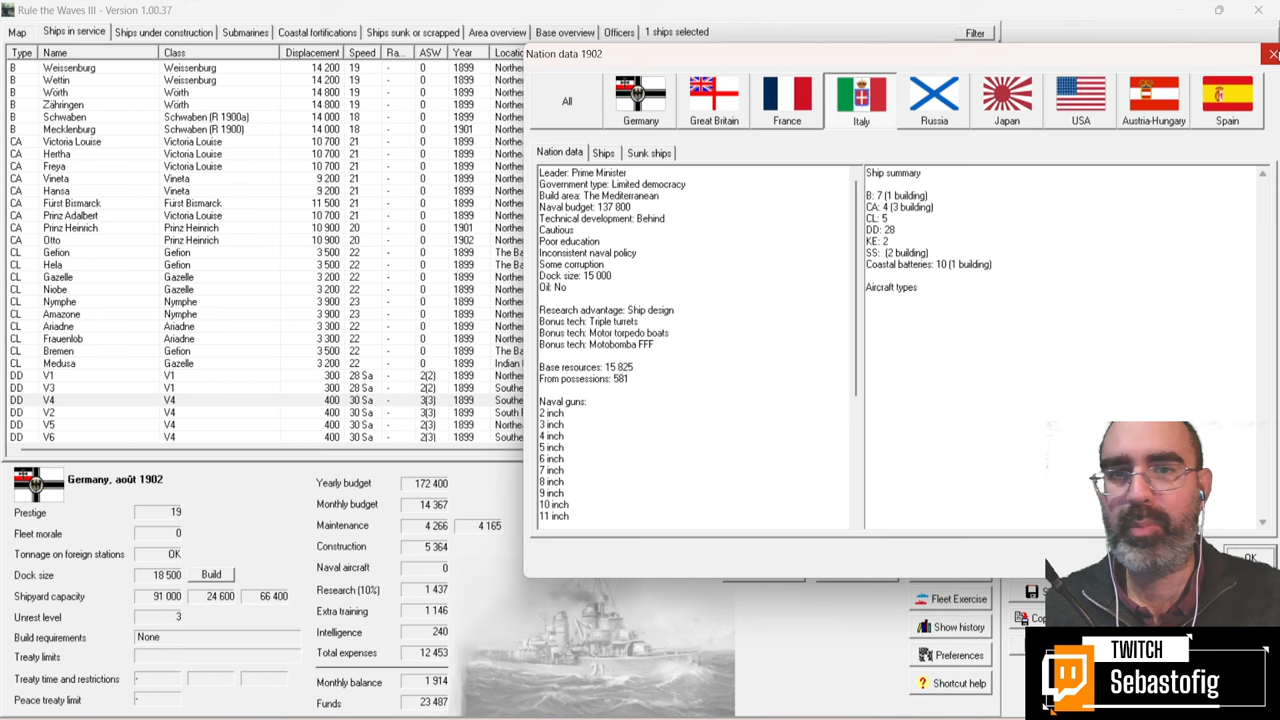 Rule the Waves III - Version 1.00.37
Map Ships in service Ships under construction Submarines Coastal fortifications Ships sunk or scrapped Area overview Base overview Officers 1 ships selected Filter
Type Name Class Displacement Speed Ra... ASW Year
B Weissenburg Weissenburg 14 200 19 - 0 1899
B Wettin Weissenburg 14 200 19 - 0 1899
B Wörth Wörth 14 800 19 - 0 1899
B Zähringen Wörth 14 800 19 - 0 1899
B Schwaben Schwaben (R 1900a) 14 000 18 - 0 1899
B Mecklenburg Schwaben (R 1900) 14 000 18 - 0 1901
CA Victoria Louise Victoria Louise 10 700 21 - 0 1899
CA Hertha Victoria Louise 10 700 21 - 0 1899
CA Freya Victoria Louise 10 700 21 - 0 1899
CA Vineta Vineta 9 200 21 - 0 1899
CA Hansa Vineta 9 200 21 - 0 1899
CA Fürst Bismarck Fürst Bismarck 11 500 21 - 0 1899
CA Prinz Adalbert Victoria Louise 10 700 21 - 0 1899
CA Prinz Heinrich Prinz Heinrich 10 900 20 - 0 1901
CA Otto Prinz Heinrich 10 900 20 - 0 1902
CL Gefion Gefion 3 500 22 - 0 1899 The Ba
CL Hela Gefion 3 500 22 - 0 1899 The Ba
CL Gazelle Gazelle 3 200 22 - 0 1899
CL Niobe Gazelle 3 200 22 - 0 1899
CL Nymphe Nymphe 3 900 23 - 0 1899
CL Amazone Nymphe 3 900 23 - 0 1899
CL Ariadne Ariadne 3 300 22 - 0 1899
CL Frauenlob Ariadne 3 300 22 - 0 1899
CL Bremen Gefion 3 500 22 - 0 1899 The Ba
CL Medusa Gazelle 3 200 22 - 0 1899 Indian
DD V1 V1 300 28 Sa - 2(2) 1899
DD V3 V1 300 28 Sa - 2(2) 1899 Southe
DD V4 V4 400 30 Sa - 3(3) 1899 Southe
DD V2 V4 400 30 Sa - 2(3) 1899 South
DD V5 V4 400 30 Sa - 2(3) 1899
DD V6 V4 400 30 Sa - 2(3) 1899 Southe
Nation data 1902
All Germany Great Britain France Italy Russia Japan USA Austria-Hungary Spain
Nation data Ships Sunk ships
Leader: Prime Minister
Government type: Limited democracy
Build area: The Mediterranean
Naval budget: 137 800
Technical development: Behind
Cautious
Poor education
Inconsistent naval policy
Some corruption
Dock size: 15 000
Oil: No
Research advantage: Ship design
Bonus tech: Triple turrets
Bonus tech: Motor torpedo boats
Bonus tech: Motobomba FFF
Base resources: 15 825
From possessions: 581
Naval guns:
2 inch
3 inch
4 inch
5 inch
6 inch
7 inch
8 inch
9 inch
10 inch
11 inch
Ship summary
B: 7 (1 building)
CA: 4 (3 building)
CL: 5
DD: 28
KE: 2
SS: (2 building)
Coastal batteries: 10 (1 building)
Aircraft types
OK
Germany, août 1902
Prestige 19
Fleet morale 0
Tonnage on foreign stations OK
Dock size 18 500 Build
Shipyard capacity 91 000 24 600 66 400
Unrest level 3
Build requirements None
Treaty limits
Treaty time and restrictions - - -
Peace treaty limit -
Yearly budget 172 400
Monthly budget 14 367
Maintenance 4 266 4 165
Construction 5 364
Naval aircraft 0
Research (10%) 1 437
Extra training 1 146
Intelligence 240
Total expenses 12 453
Monthly balance 1 914
Funds 23 487
Fleet Exercise
Show history
Preferences
? Shortcut help
TWITCH
Sebastofig